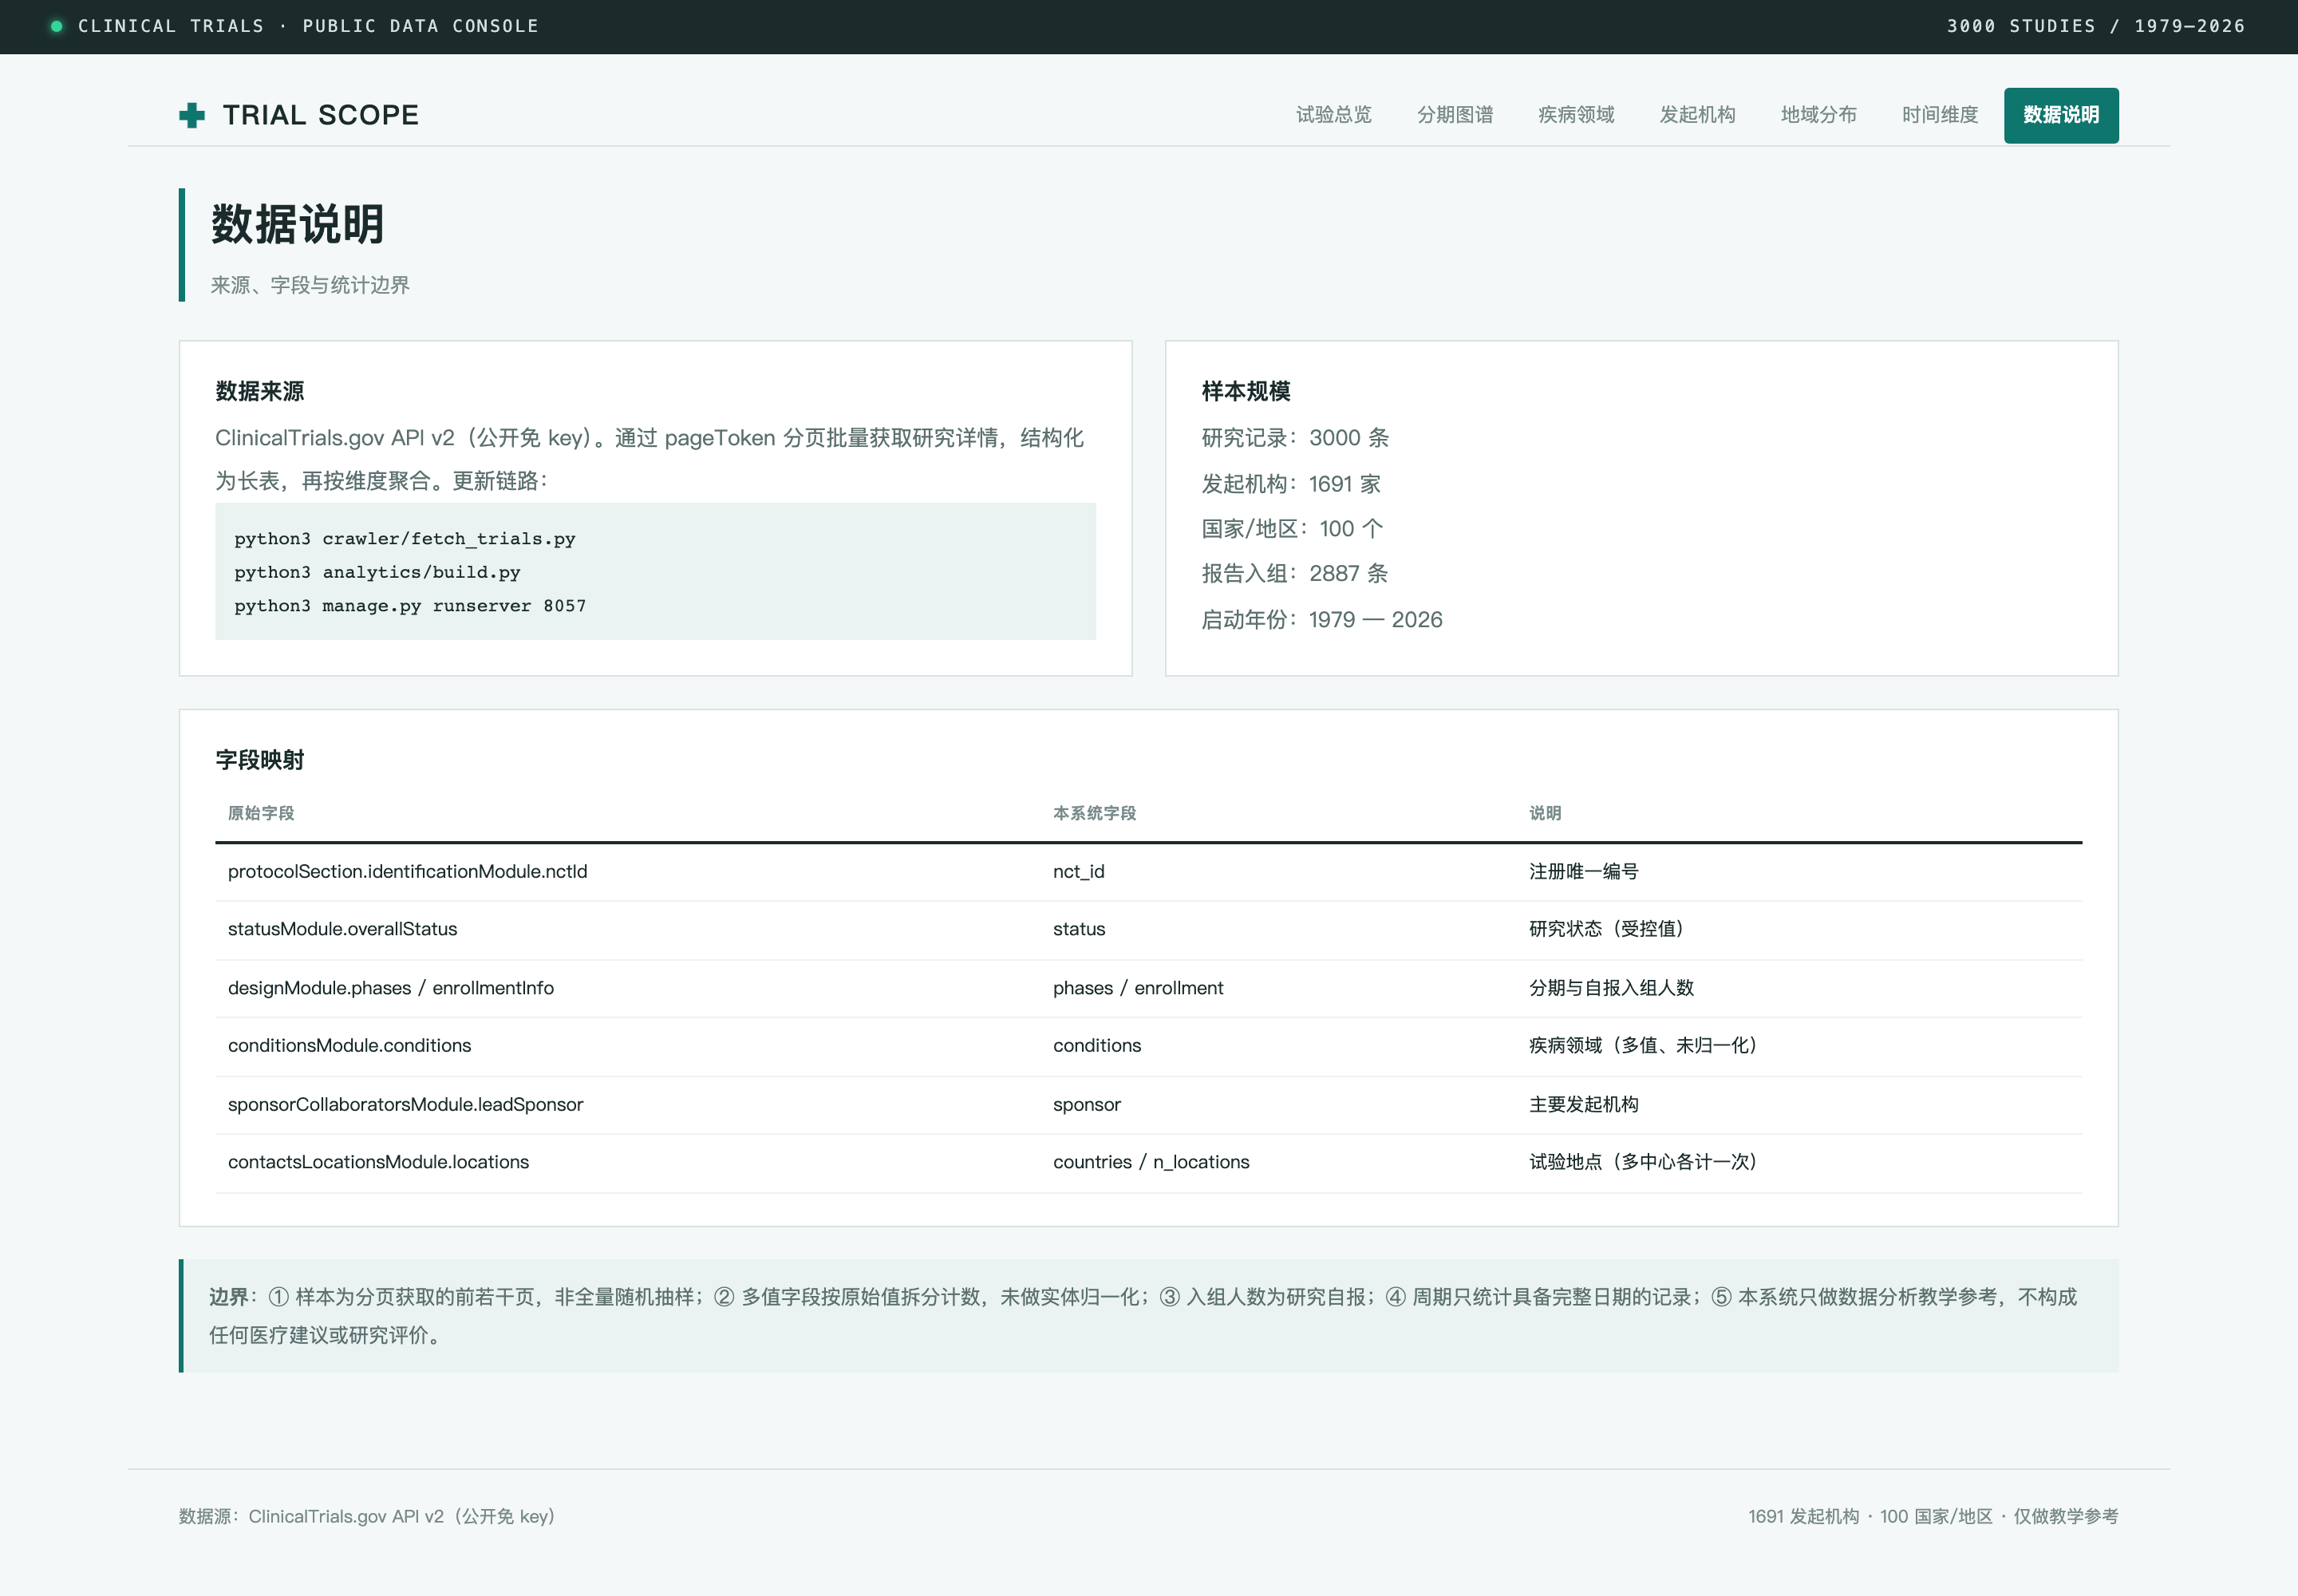 CLINICAL TRIALS · PUBLIC DATA CONSOLE
3000 STUDIES / 1979—2026
TRIAL SCOPE
试验总览 分期图谱 疾病领域 发起机构 地域分布 时间维度 数据说明
数据说明
来源、字段与统计边界
数据来源
ClinicalTrials.gov API v2（公开免 key）。通过 pageToken 分页批量获取研究详情，结构化
为长表，再按维度聚合。更新链路：
python3 crawler/fetch_trials.py
python3 analytics/build.py
python3 manage.py runserver 8057
样本规模
研究记录：3000 条
发起机构：1691 家
国家/地区：100 个
报告入组：2887 条
启动年份：1979 — 2026
字段映射
原始字段 本系统字段 说明
protocolSection.identificationModule.nctId nct_id 注册唯一编号
statusModule.overallStatus status 研究状态（受控值）
designModule.phases / enrollmentInfo phases / enrollment 分期与自报入组人数
conditionsModule.conditions conditions 疾病领域（多值、未归一化）
sponsorCollaboratorsModule.leadSponsor sponsor 主要发起机构
contactsLocationsModule.locations countries / n_locations 试验地点（多中心各计一次）
边界：① 样本为分页获取的前若干页，非全量随机抽样；② 多值字段按原始值拆分计数，未做实体归一化；③ 入组人数为研究自报；④ 周期只统计具备完整日期的记录；⑤ 本系统只做数据分析教学参考，不构成
任何医疗建议或研究评价。
数据源：ClinicalTrials.gov API v2（公开免 key）
1691 发起机构 · 100 国家/地区 · 仅做教学参考